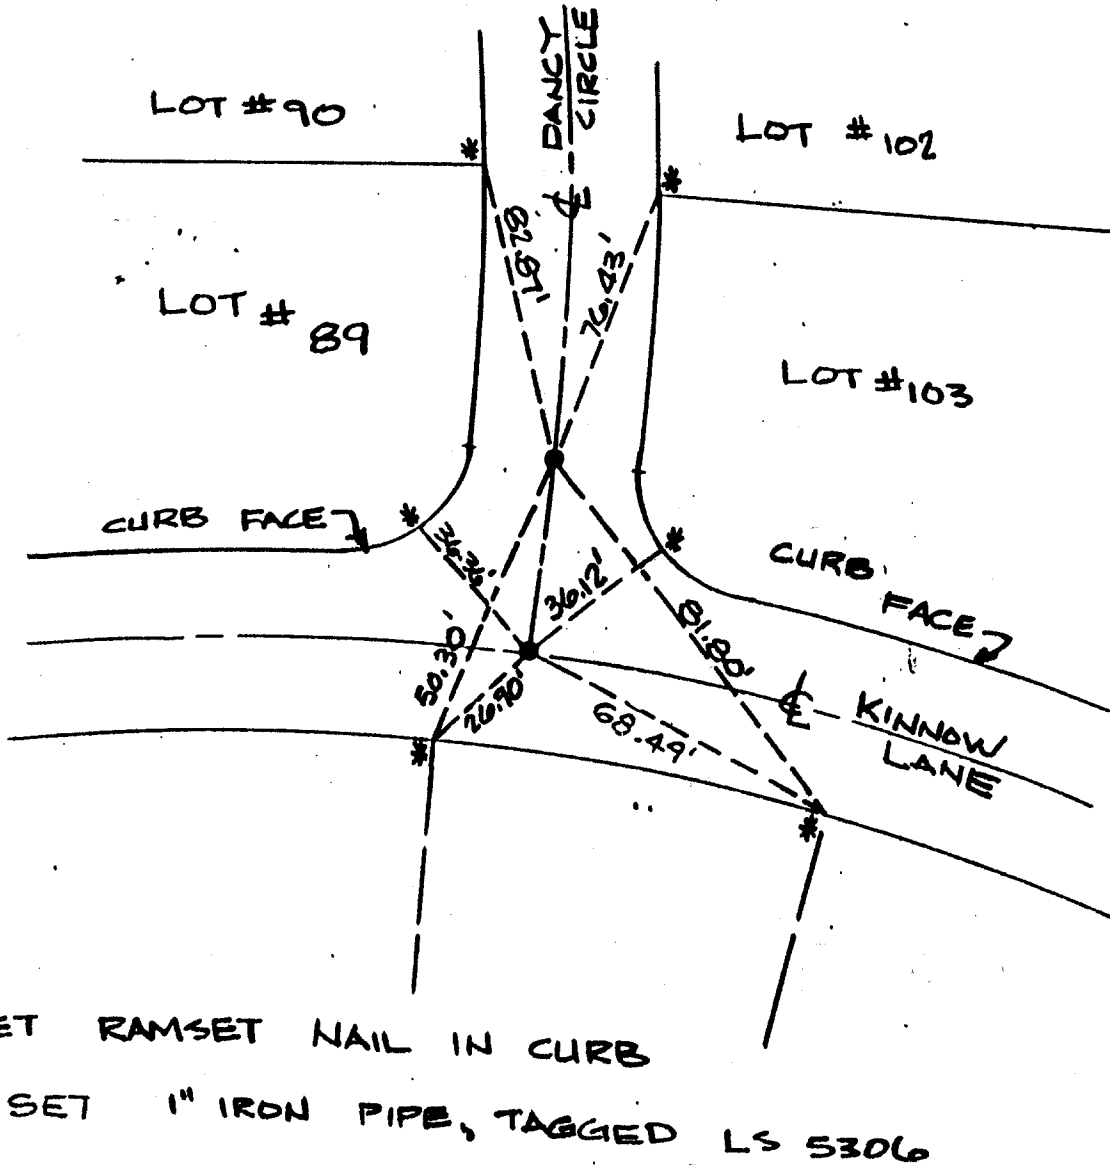 DANCY
CIRCLE
LOT #90
LOT #102
℄
82.87'
76.43'
LOT # 89
LOT #103
CURB FACE
36.36'
36.12'
CURB
FACE
50.30'
26.90'
81.80'
68.49'
℄ KINNOW
LANE
RAMSET NAIL IN CURB
SET 1" IRON PIPE, TAGGED LS 5306